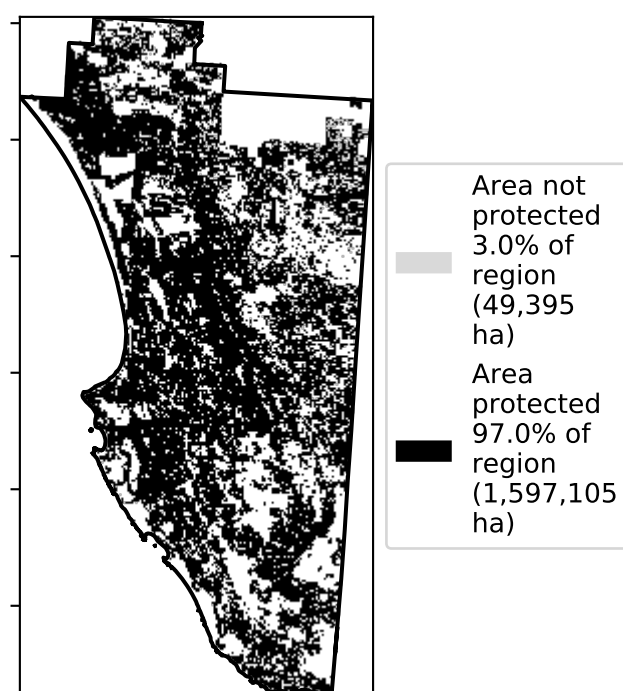 Area not
protected
3.0% of
region
(49,395
ha)
Area
protected
97.0% of
region
(1,597,105
ha)